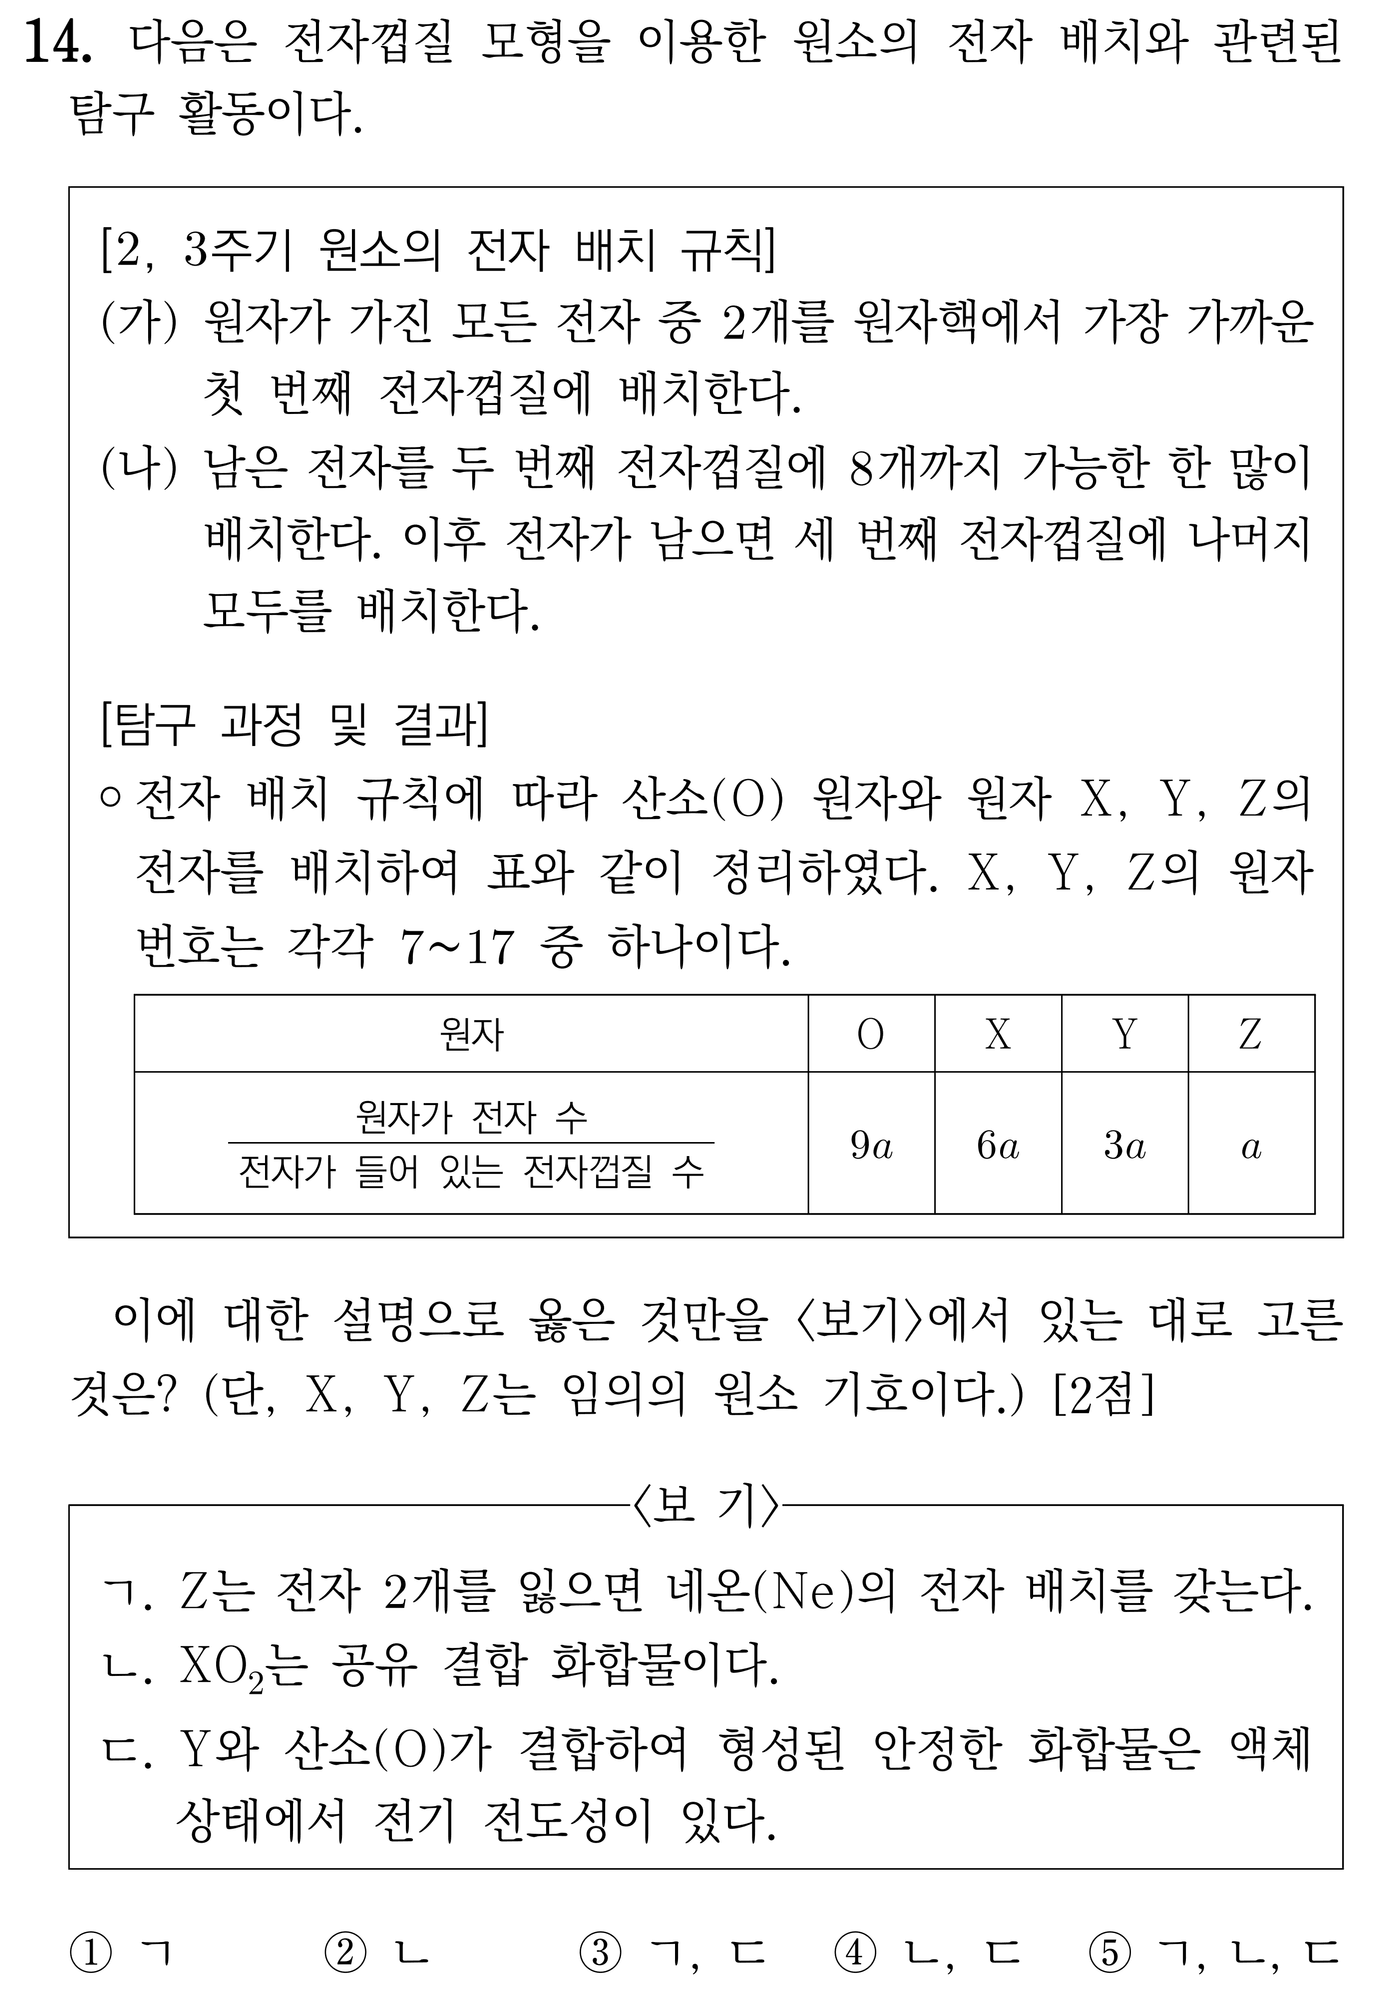 14. 다음은 전자껍질 모형을 이용한 원소의 전자 배치와 관련된
탐구 활동이다.
[2, 3주기 원소의 전자 배치 규칙]
(가) 원자가 가진 모든 전자 중 2개를 원자핵에서 가장 가까운
첫 번째 전자껍질에 배치한다.
(나) 남은 전자를 두 번째 전자껍질에 8개까지 가능한 한 많이
배치한다. 이후 전자가 남으면 세 번째 전자껍질에 나머지
모두를 배치한다.
[탐구 과정 및 결과]
○ 전자 배치 규칙에 따라 산소(O) 원자와 원자 X, Y, Z의
전자를 배치하여 표와 같이 정리하였다. X, Y, Z의 원자
번호는 각각 7~17 중 하나이다.
원자 O X Y Z
원자가 전자 수
전자가 들어 있는 전자껍질 수
9a 6a 3a a
이에 대한 설명으로 옳은 것만을 〈보기〉에서 있는 대로 고른
것은? (단, X, Y, Z는 임의의 원소 기호이다.) [2점]
〈보 기〉
ㄱ. Z는 전자 2개를 잃으면 네온(Ne)의 전자 배치를 갖는다.
ㄴ. XO₂는 공유 결합 화합물이다.
ㄷ. Y와 산소(O)가 결합하여 형성된 안정한 화합물은 액체
상태에서 전기 전도성이 있다.
① ㄱ ② ㄴ ③ ㄱ, ㄷ ④ ㄴ, ㄷ ⑤ ㄱ, ㄴ, ㄷ